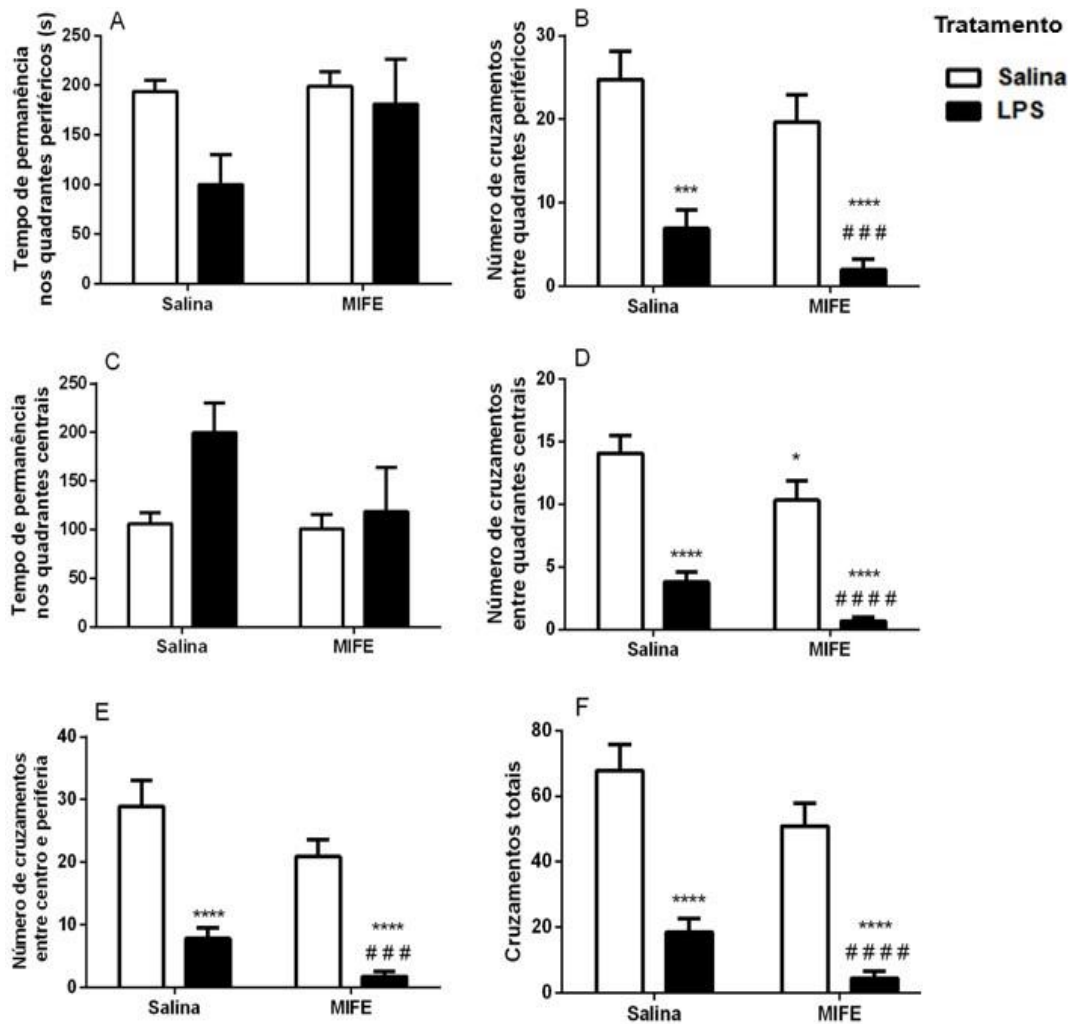 A
Tempo de permanência
nos quadrantes periféricos (s)
250
200
150
100
50
0
Salina
MIFE
B
Número de cruzamentos
entre quadrantes periféricos
30
20
10
0
***
****
###
Salina
MIFE
Tratamento
Salina
LPS
C
Tempo de permanência
nos quadrantes centrais
250
200
150
100
50
0
Salina
MIFE
D
Número de cruzamentos
entre quadrantes centrais
20
15
10
5
0
****
*
****
####
Salina
MIFE
E
Número de cruzamentos
entre centro e periferia
40
30
20
10
0
****
****
###
Salina
MIFE
F
Cruzamentos totais
80
60
40
20
0
****
****
####
Salina
MIFE